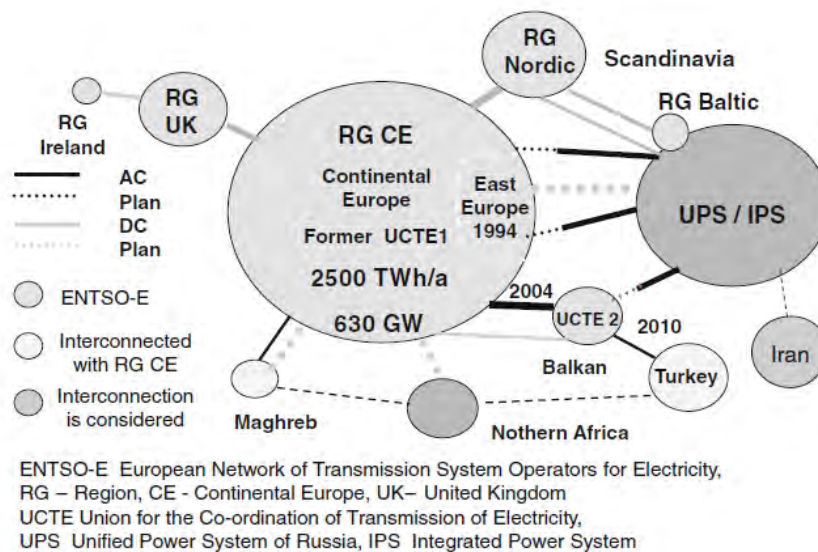 RG
Nordic
Scandinavia
RG
UK
RG Baltic
RG
Ireland
RG CE
Continental
Europe
East
Europe
1994
Former UCTE1
2500 TWh/a
630 GW
UPS / IPS
AC
Plan
DC
Plan
ENTSO-E
Interconnected
with RG CE
Interconnection
is considered
2004
UCTE 2
2010
Balkan
Turkey
Iran
Maghreb
Nothern Africa
ENTSO-E European Network of Transmission System Operators for Electricity,
RG – Region, CE - Continental Europe, UK– United Kingdom
UCTE Union for the Co-ordination of Transmission of Electricity,
UPS Unified Power System of Russia, IPS Integrated Power System